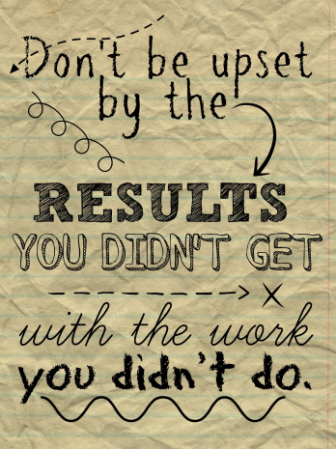 Don't be upset
by the
RESULTS
YOU DIDN'T GET
with the work
you didn't do.